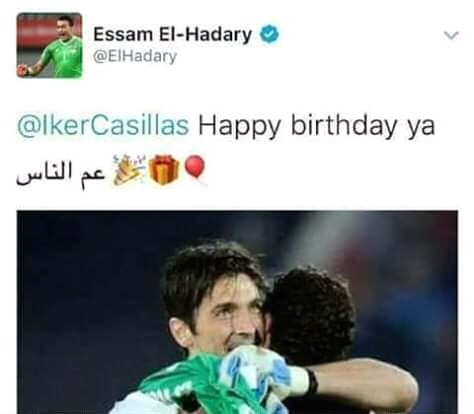 Essam El-Hadary
@ElHadary
@IkerCasillas Happy birthday ya
عم الناس 🎉🎁🎈